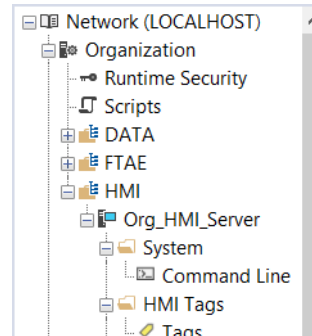 Network (LOCALHOST)
Organization
Runtime Security
Scripts
DATA
FTAE
HMI
Org_HMI_Server
System
Command Line
HMI Tags
Tags